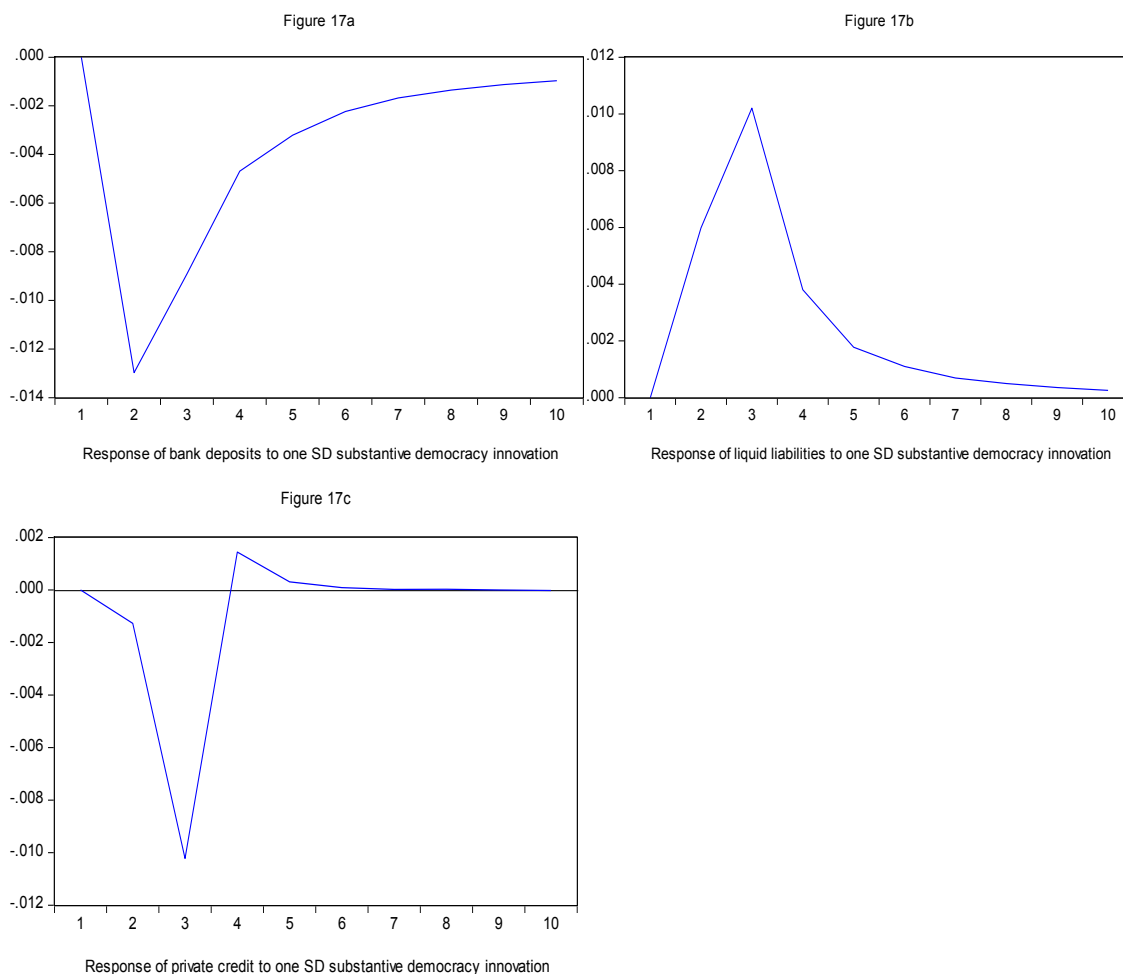 Figure 17a
.000
-.002
-.004
-.006
-.008
-.010
-.012
-.014
1 2 3 4 5 6 7 8 9 10
Response of bank deposits to one SD substantive democracy innovation
Figure 17b
.012
.010
.008
.006
.004
.002
.000
1 2 3 4 5 6 7 8 9 10
Response of liquid liabilities to one SD substantive democracy innovation
Figure 17c
.002
.000
-.002
-.004
-.006
-.008
-.010
-.012
1 2 3 4 5 6 7 8 9 10
Response of private credit to one SD substantive democracy innovation